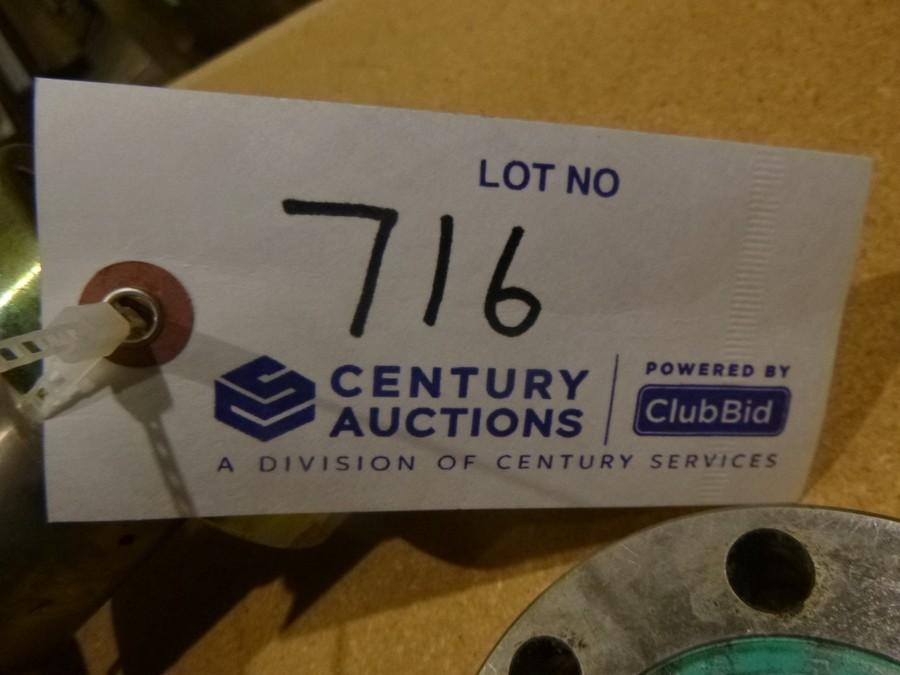 LOT NO
716
CENTURY
AUCTIONS
POWERED BY
ClubBid
A DIVISION OF CENTURY SERVICES